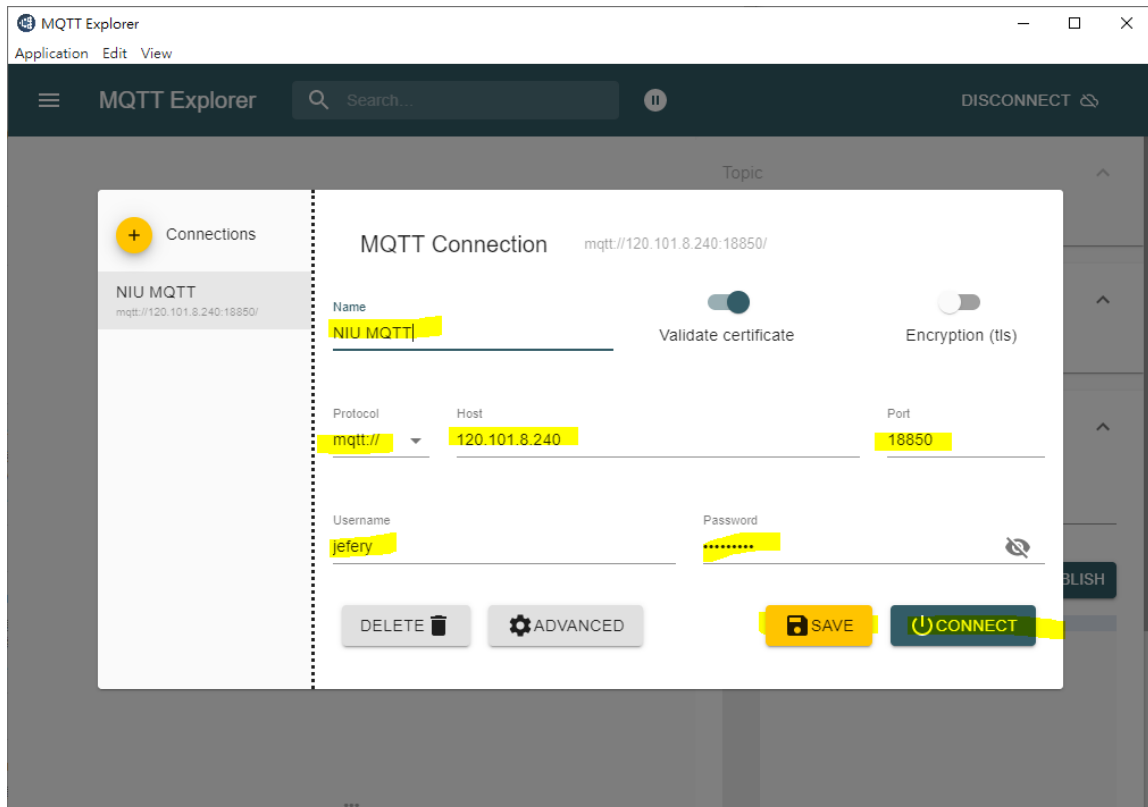 MQTT Explorer
Application Edit View
MQTT Explorer
Search...
DISCONNECT
Topic
Connections
NIU MQTT
mqtt://120.101.8.240:18850/
MQTT Connection mqtt://120.101.8.240:18850/
Name
NIU MQTT
Validate certificate
Encryption (tls)
Protocol Host Port
mqtt:// 120.101.8.240 18850
Username Password
jefery •••••••••
DELETE ADVANCED SAVE CONNECT
BLISH